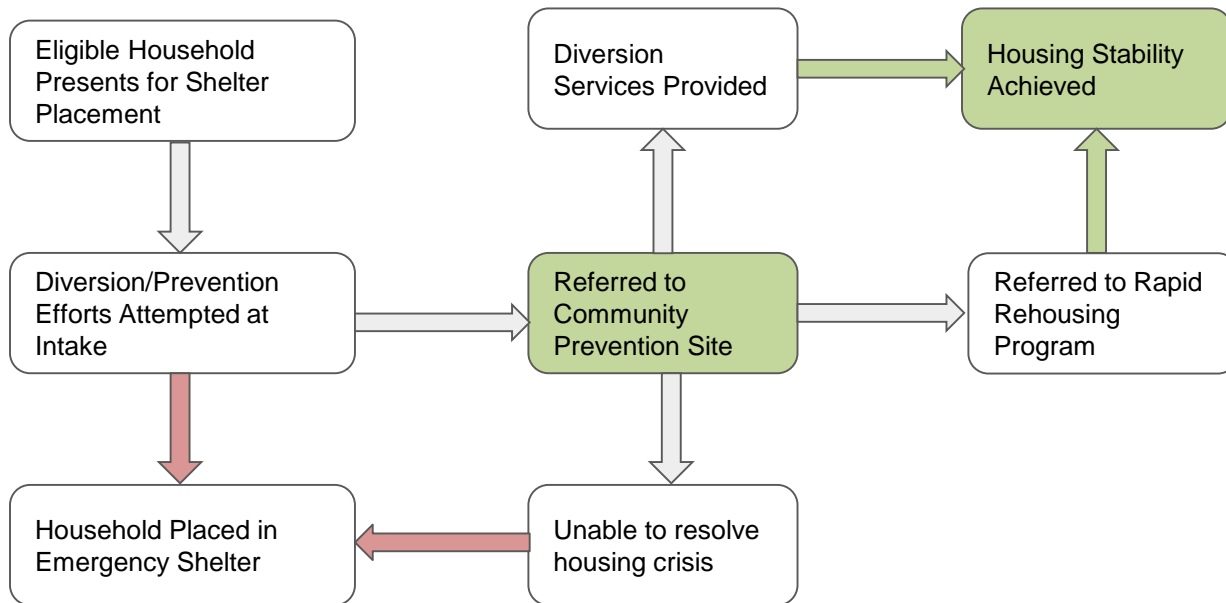 Eligible Household
Presents for Shelter
Placement
Diversion
Services Provided
Housing Stability
Achieved
Diversion/Prevention
Efforts Attempted at
Intake
Referred to
Community
Prevention Site
Referred to Rapid
Rehousing
Program
Household Placed in
Emergency Shelter
Unable to resolve
housing crisis